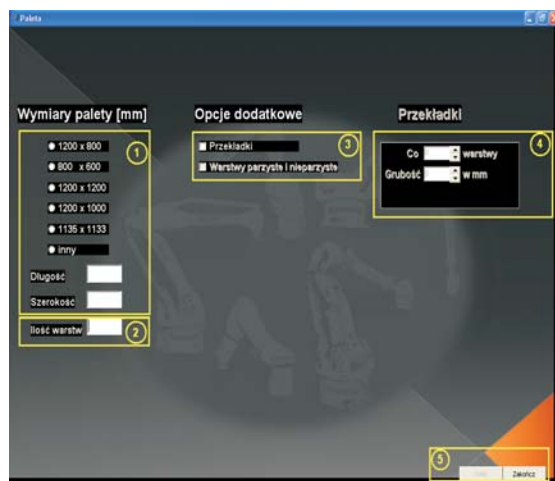 Paleta
Wymiary palety [mm]
1200 x 800
800 x 600
1200 x 1200
1200 x 1000
1135 x 1133
inny
Długość
Szerokość
1
Ilość warstw
2
Opcje dodatkowe
Przekładki
Warstwy parzyste i nieparzyste
3
Przekładki
Co warstwy
Grubość w mm
4
5
Zakończ